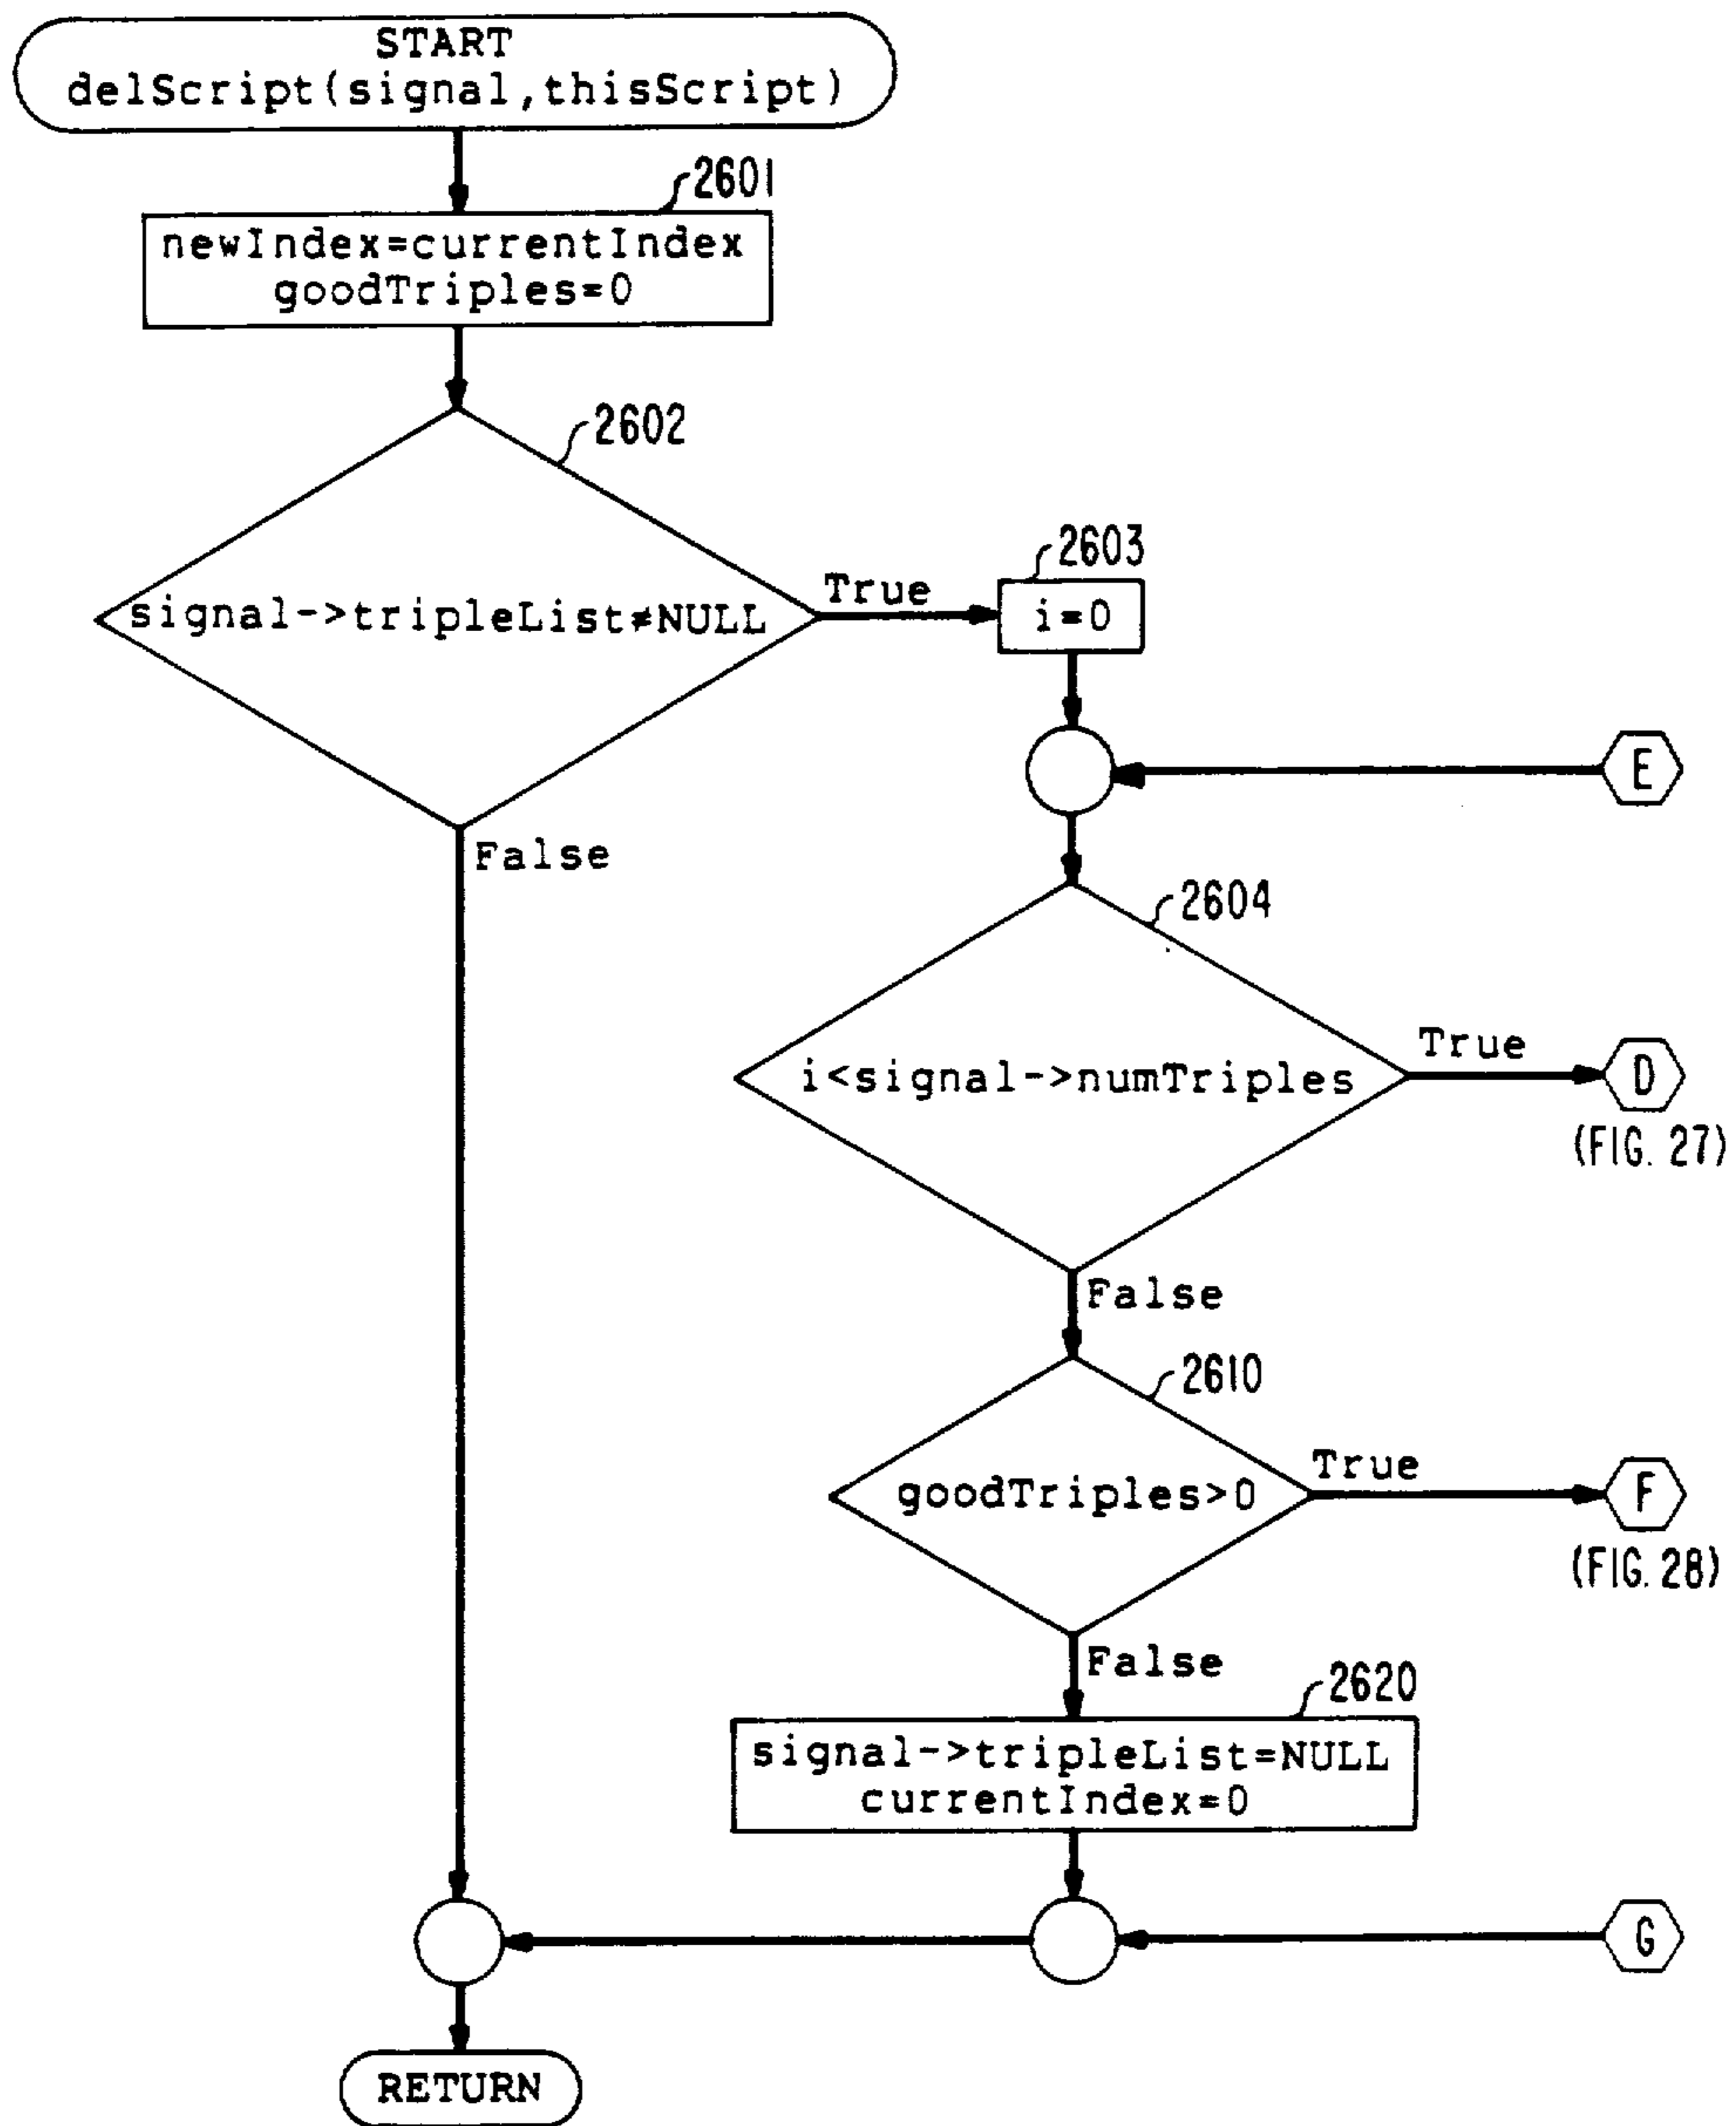 START
delScript(signal,thisScript)
2601
newIndex=currentIndex
goodTriples=0
2602
signal->tripleList≠NULL
True
2603
i=0
E
False
2604
i<signal->numTriples
True
D
(FIG. 27)
False
2610
goodTriples>0
True
F
(FIG. 28)
False
2620
signal->tripleList=NULL
currentIndex=0
G
RETURN